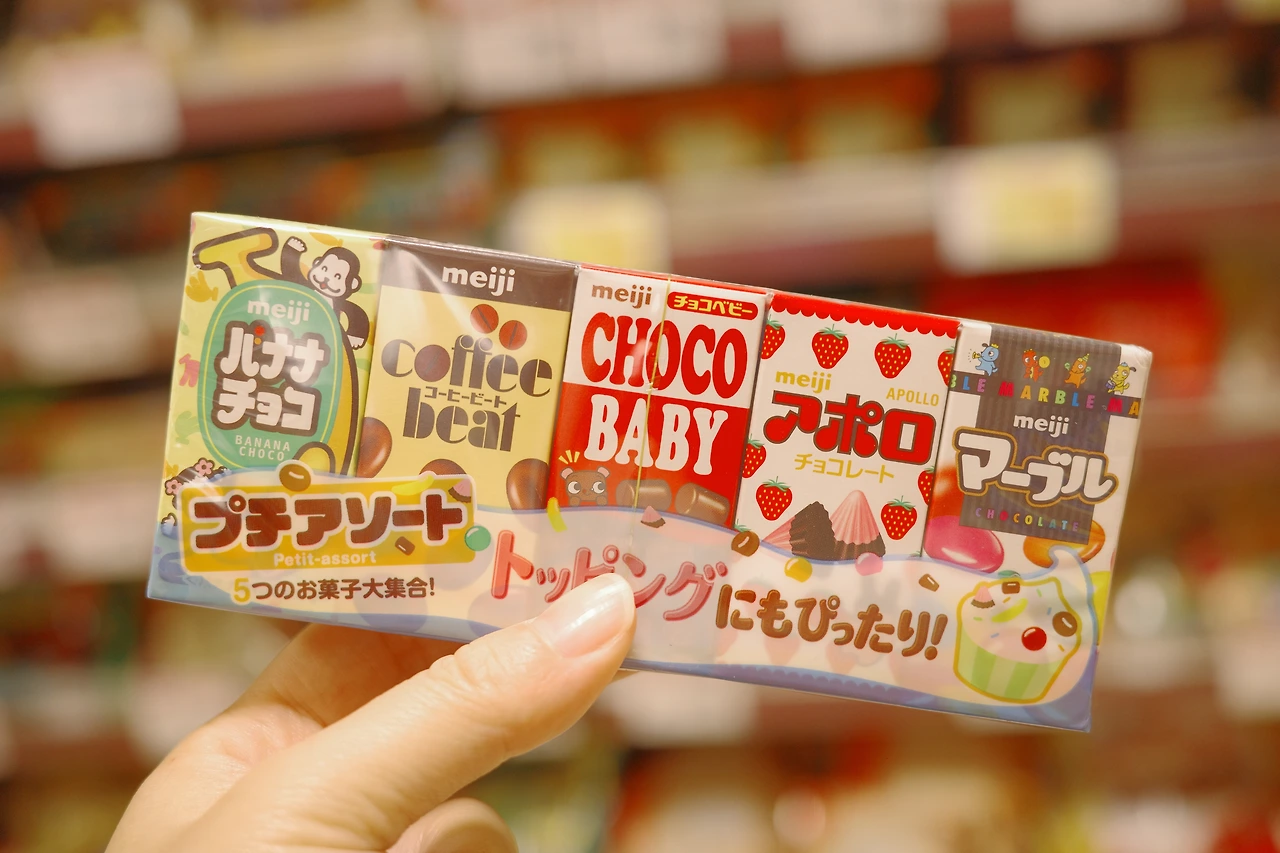 meiji
バナナ
チョコ
BANANA
CHOCO
meiji
coffee
コーヒービート
beat
meiji チョコベビー
CHOCO
BABY
meiji
APOLLO
アポロ
チョコレート
BLE MARBLE MA
meiji
マーブル
CHOCOLATE
プチアソート
Petit-assort
5つのお菓子大集合!
トッピング
にもぴったり!